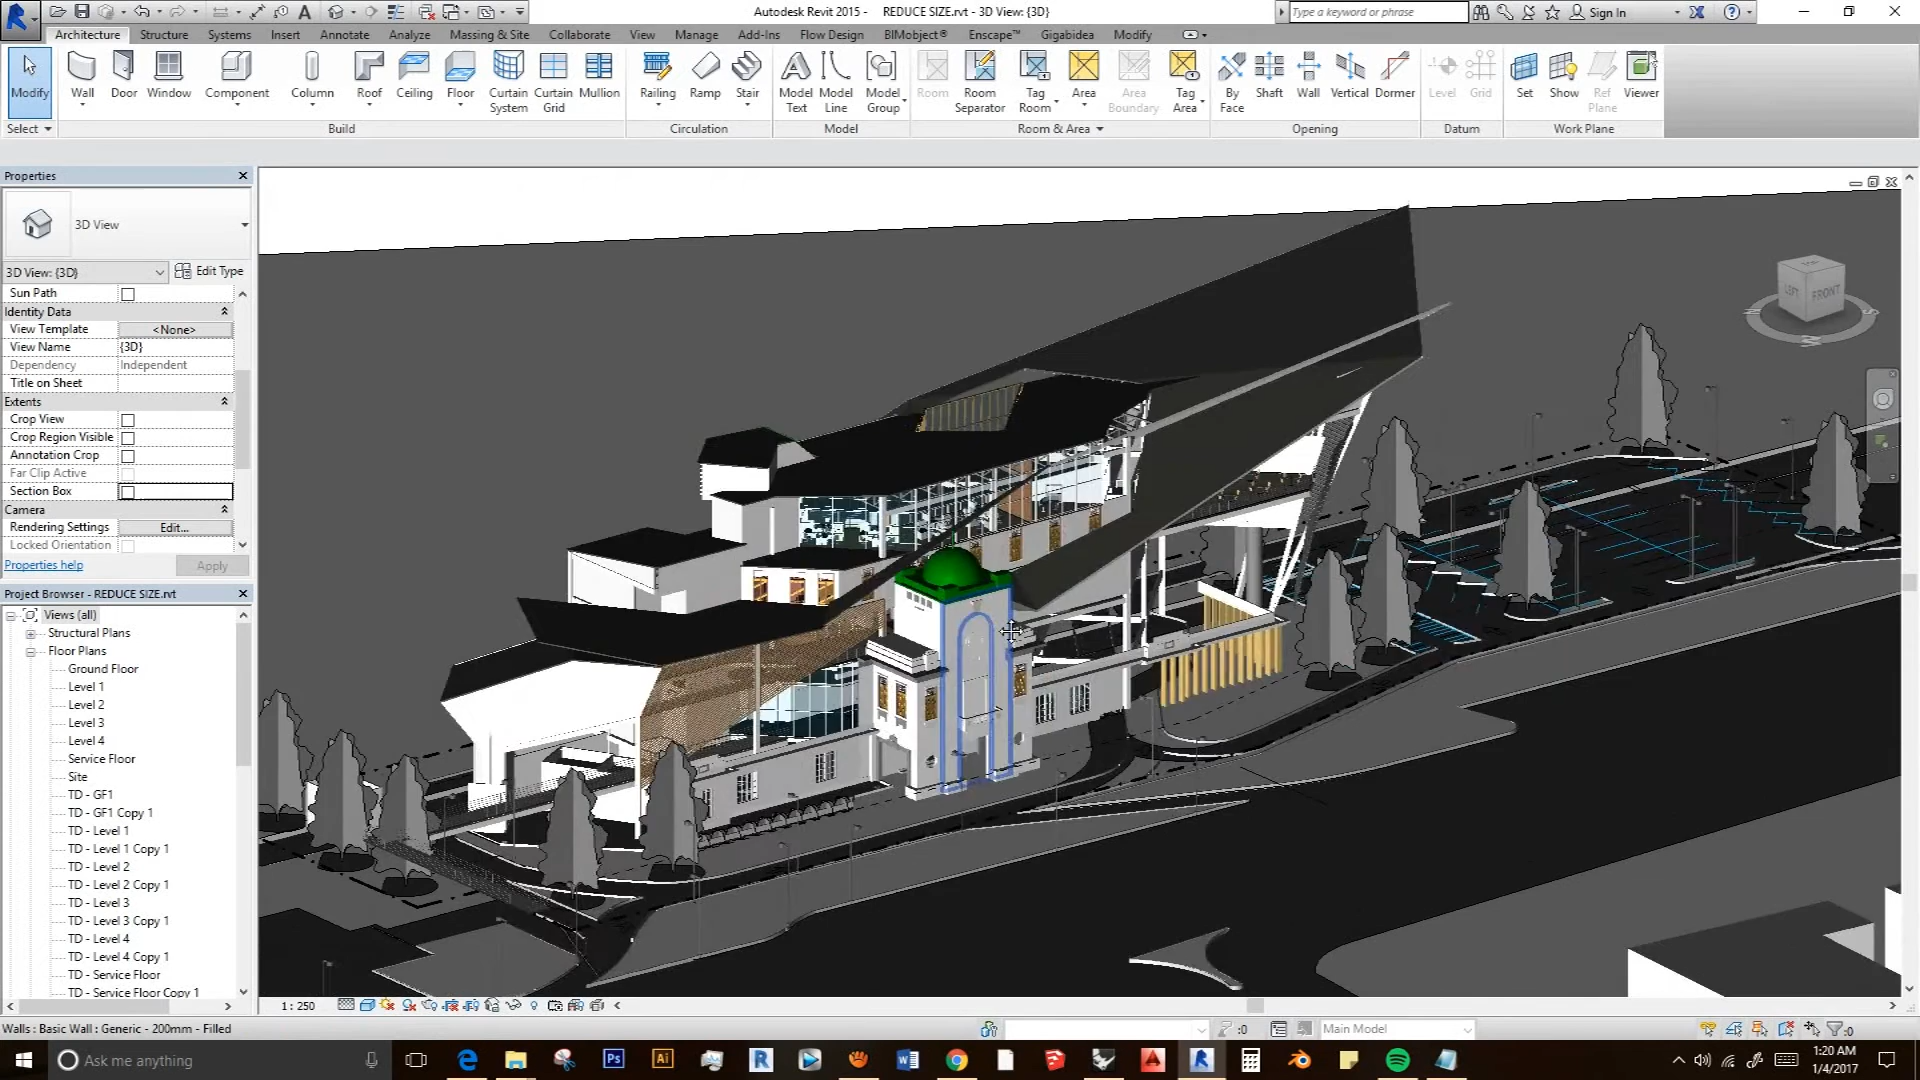 Autodesk Revit 2015 - REDUCE SIZE.rvt - 3D View: {3D}
Type a keyword or phrase
Sign In
Architecture Structure Systems Insert Annotate Analyze Massing & Site Collaborate View Manage Add-Ins Flow Design BIMobject® Enscape™ Gigabidea Modify
Modify
Wall
Door
Window
Component
Column
Roof
Ceiling
Floor
Curtain System
Curtain Grid
Mullion
Railing
Ramp
Stair
Model Text
Model Line
Model Group
Room
Room Separator
Tag Room
Area
Area Boundary
Tag Area
By Face
Shaft
Wall
Vertical
Dormer
Level
Grid
Set
Show
Ref Plane
Viewer
Select
Build
Circulation
Model
Room & Area
Opening
Datum
Work Plane
Properties
3D View
3D View: {3D}
Edit Type
Sun Path
Identity Data
View Template <None>
View Name {3D}
Dependency Independent
Title on Sheet
Extents
Crop View
Crop Region Visible
Annotation Crop
Far Clip Active
Section Box
Camera
Rendering Settings Edit...
Locked Orientation
Properties help
Apply
Project Browser - REDUCE SIZE.rvt
Views (all)
Structural Plans
Floor Plans
Ground Floor
Level 1
Level 2
Level 3
Level 4
Service Floor
Site
TD - GF1
TD - GF1 Copy 1
TD - Level 1
TD - Level 1 Copy 1
TD - Level 2
TD - Level 2 Copy 1
TD - Level 3
TD - Level 3 Copy 1
TD - Level 4
TD - Level 4 Copy 1
TD - Service Floor
TD - Service Floor Copy 1
LEFT
FRONT
W
S
1 : 250
Walls : Basic Wall : Generic - 200mm - Filled
:0
Main Model
:0
Ask me anything
Ps
Ai
1:20 AM
1/4/2017